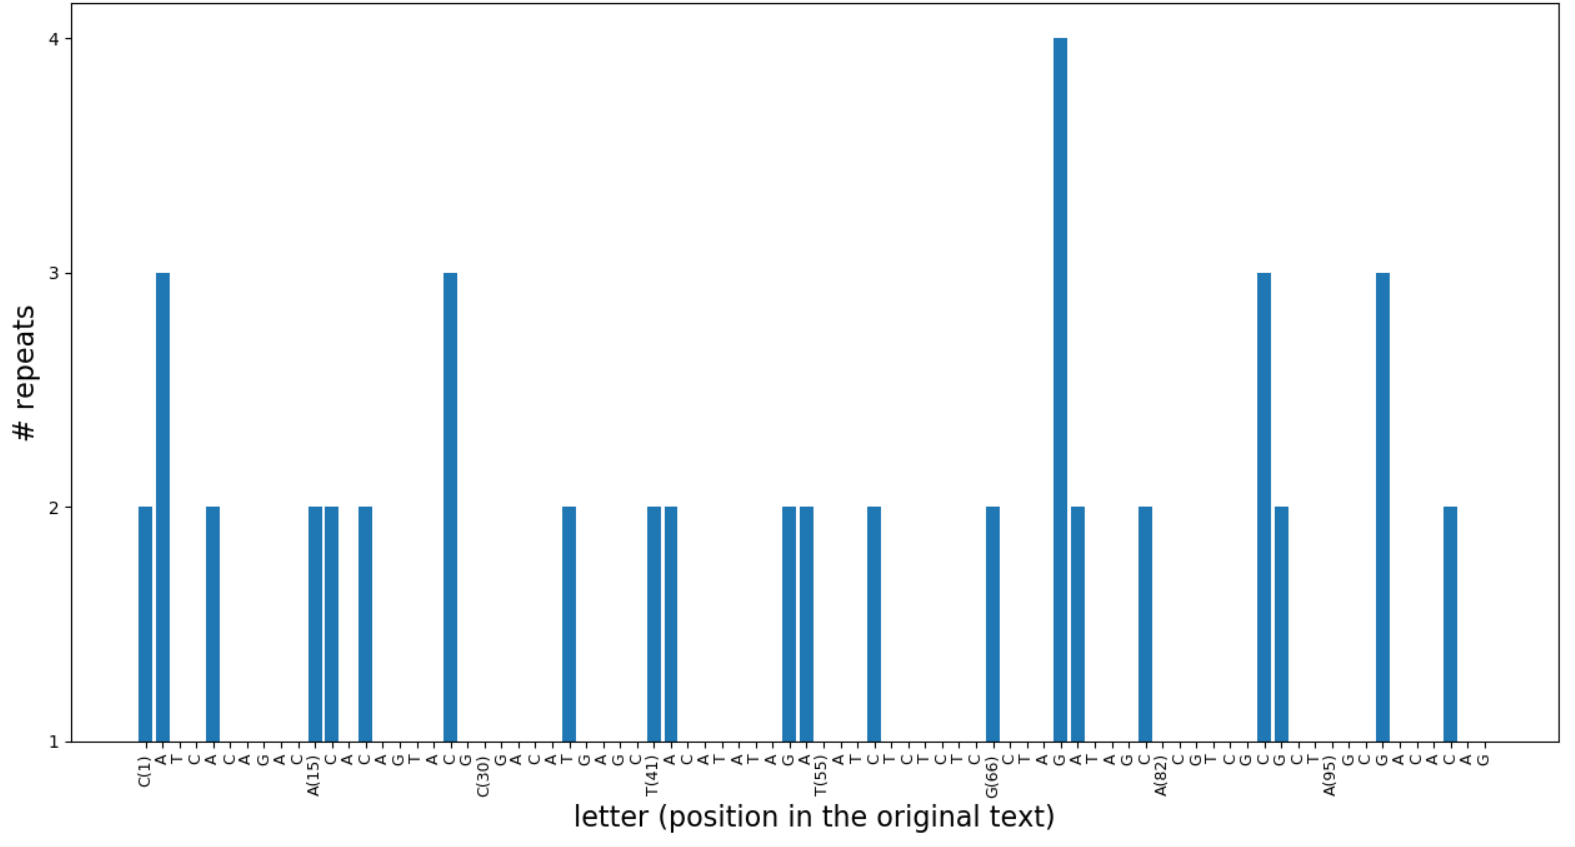 4
3
2
1
# repeats
C(1) A T C A C A G A C A(15) C A C A G T A C G C(30) G A C A T G A G C T(41) A C A T A T A G A T(55) A T C T C T C T C G(66) C T A G A T A G C A(82) C G T C G C G C T A(95) G C G A C A C A G
letter (position in the original text)